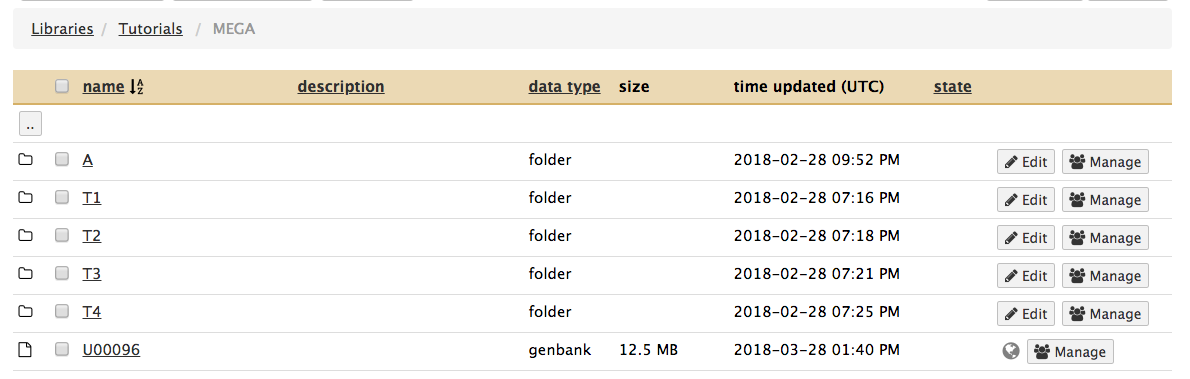 Libraries / Tutorials / MEGA
name description data type size time updated (UTC) state
..
A folder 2018-02-28 09:52 PM Edit Manage
T1 folder 2018-02-28 07:16 PM Edit Manage
T2 folder 2018-02-28 07:18 PM Edit Manage
T3 folder 2018-02-28 07:21 PM Edit Manage
T4 folder 2018-02-28 07:25 PM Edit Manage
U00096 genbank 12.5 MB 2018-03-28 01:40 PM Manage